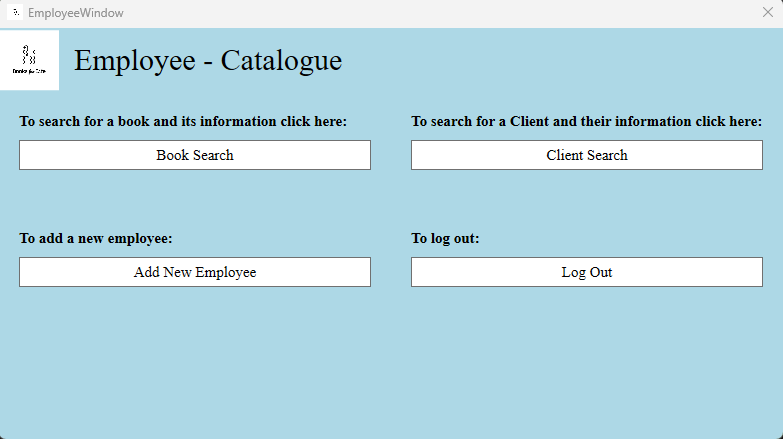 EmployeeWindow
Employee - Catalogue
To search for a book and its information click here:
Book Search
To search for a Client and their information click here:
Client Search
To add a new employee:
Add New Employee
To log out:
Log Out